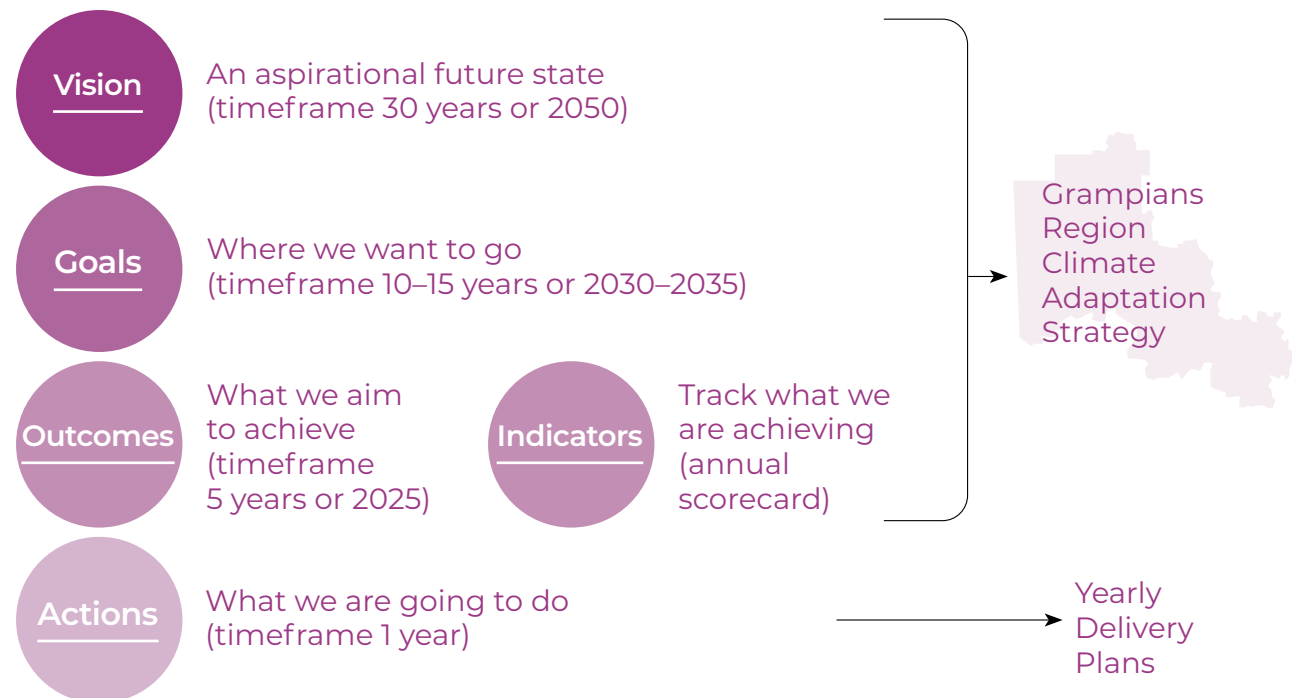 Vision
An aspirational future state
(timeframe 30 years or 2050)
Goals
Where we want to go
(timeframe 10–15 years or 2030–2035)
Outcomes
What we aim
to achieve
(timeframe
5 years or 2025)
Indicators
Track what we
are achieving
(annual
scorecard)
Grampians
Region
Climate
Adaptation
Strategy
Actions
What we are going to do
(timeframe 1 year)
Yearly
Delivery
Plans